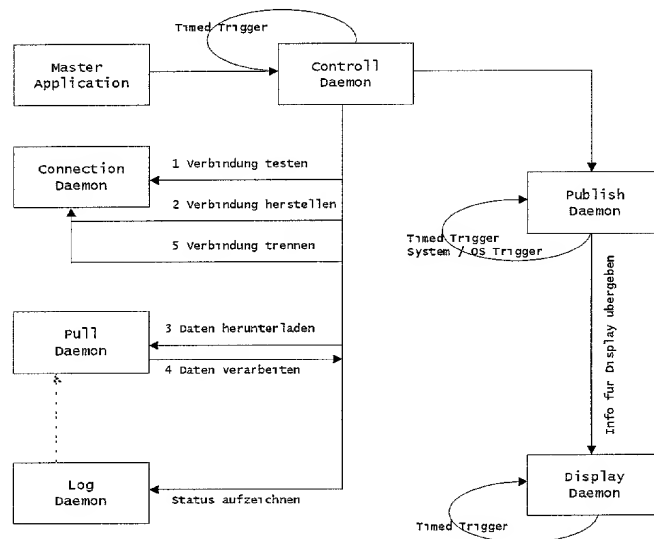 Timed Trigger
Master
Application
Controll
Daemon
1 Verbindung testen
Connection
Daemon
2 Verbindung herstellen
5 Verbindung trennen
Publish
Daemon
Timed Trigger
System / OS Trigger
Info fur Display ubergeben
Pull
Daemon
3 Daten herunterladen
4 Daten verarbeiten
Log
Daemon
Status aufzeichnen
Display
Daemon
Timed Trigger